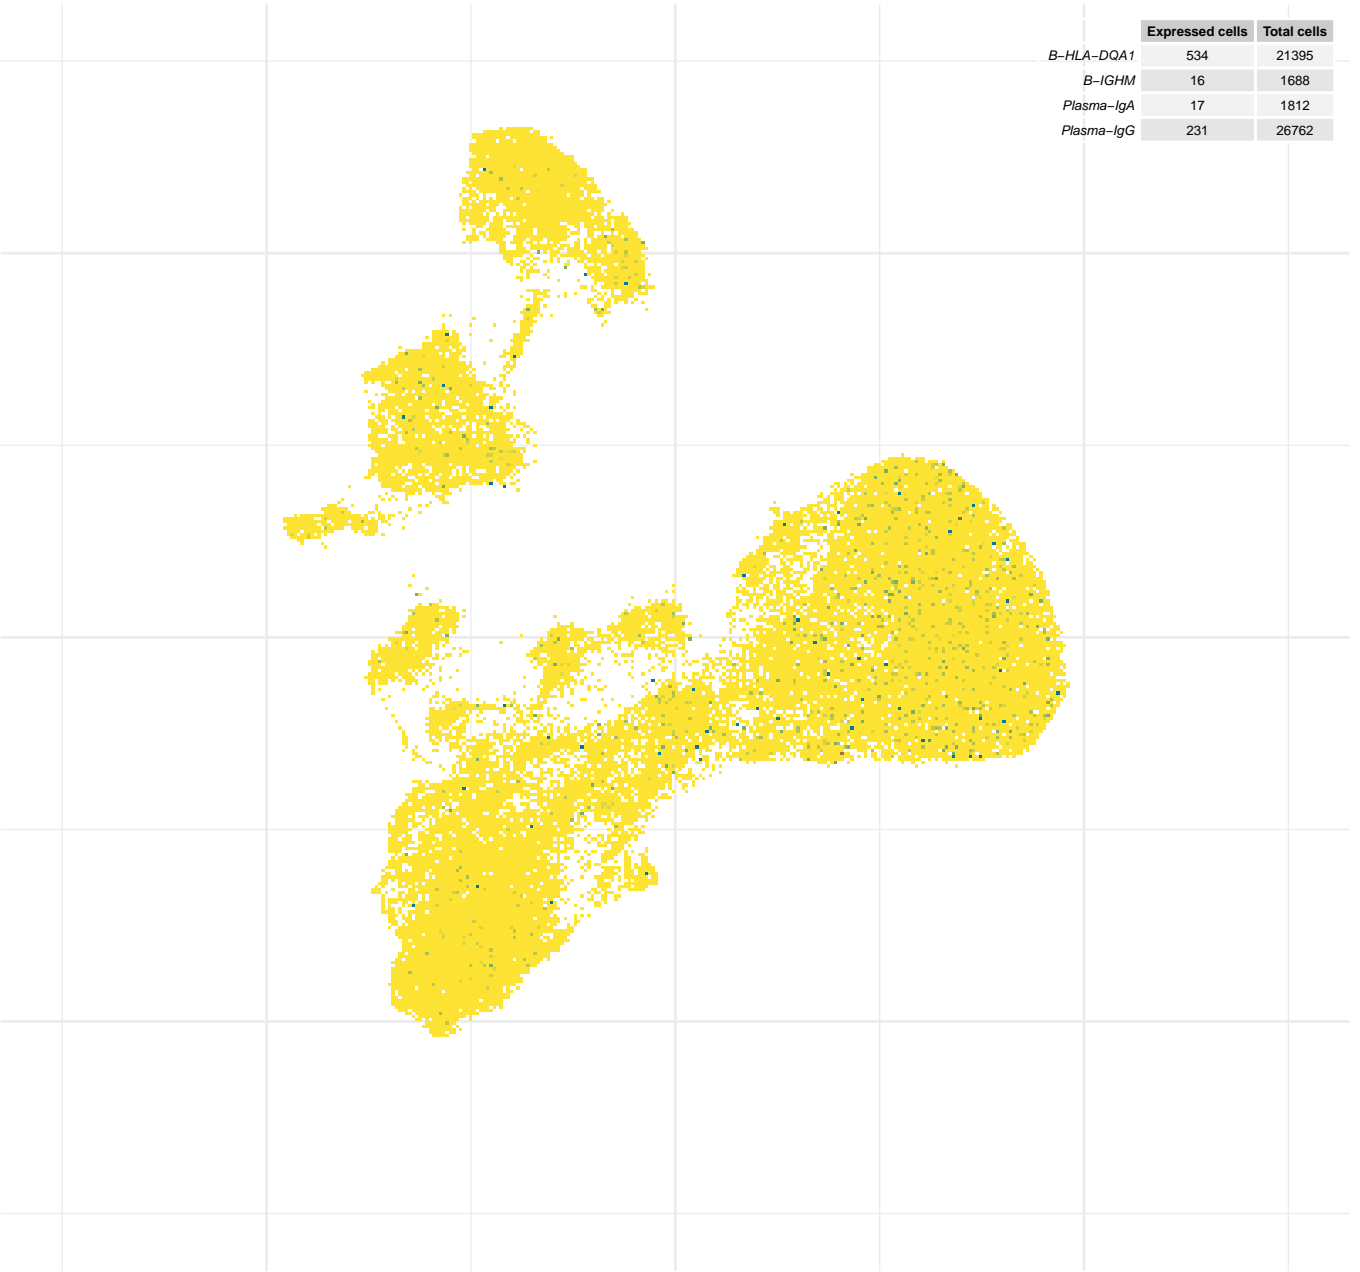 Expressed cells Total cells
B−HLA−DQA1 534 21395
B−IGHM 16 1688
Plasma−IgA 17 1812
Plasma−IgG 231 26762